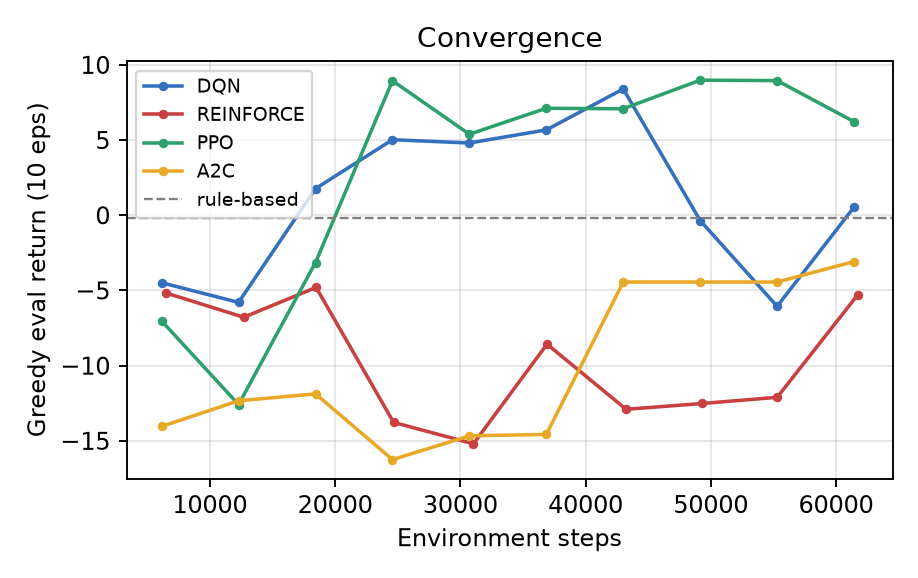 Convergence
Greedy eval return (10 eps)
10
5
0
−5
−10
−15
DQN
REINFORCE
PPO
A2C
rule-based
10000 20000 30000 40000 50000 60000
Environment steps